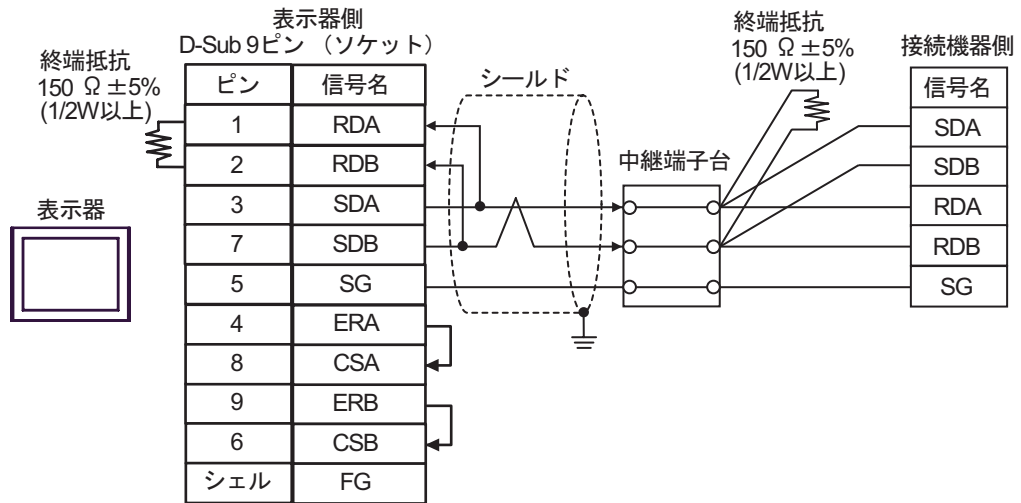 表示器側
D-Sub 9ピン （ソケット）
終端抵抗
150 Ω ±5%
(1/2W以上)
表示器
ピン 信号名
1 RDA
2 RDB
3 SDA
7 SDB
5 SG
4 ERA
8 CSA
9 ERB
6 CSB
シェル FG
シールド
中継端子台
終端抵抗
150 Ω ±5%
(1/2W以上)
接続機器側
信号名
SDA
SDB
RDA
RDB
SG